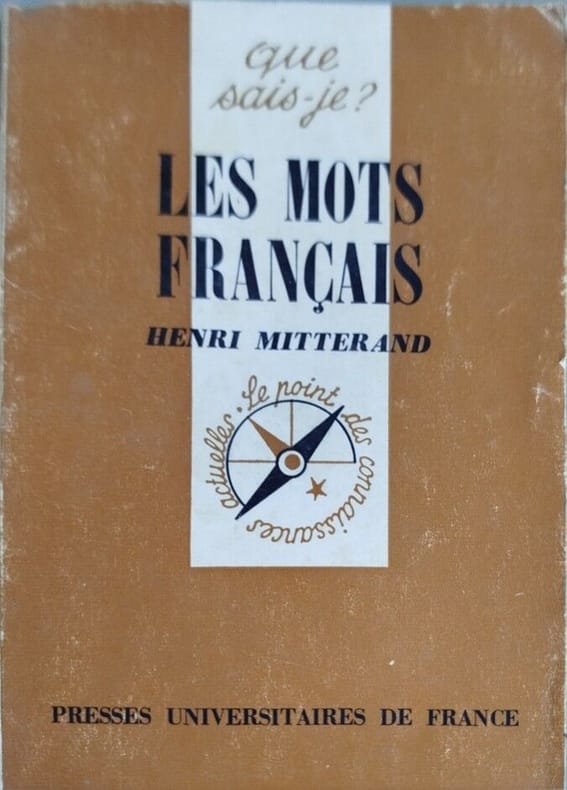 que
sais-je?
LES MOTS
FRANÇAIS
HENRI MITTERAND
Le point des connaissances actuelles.
PRESSES UNIVERSITAIRES DE FRANCE